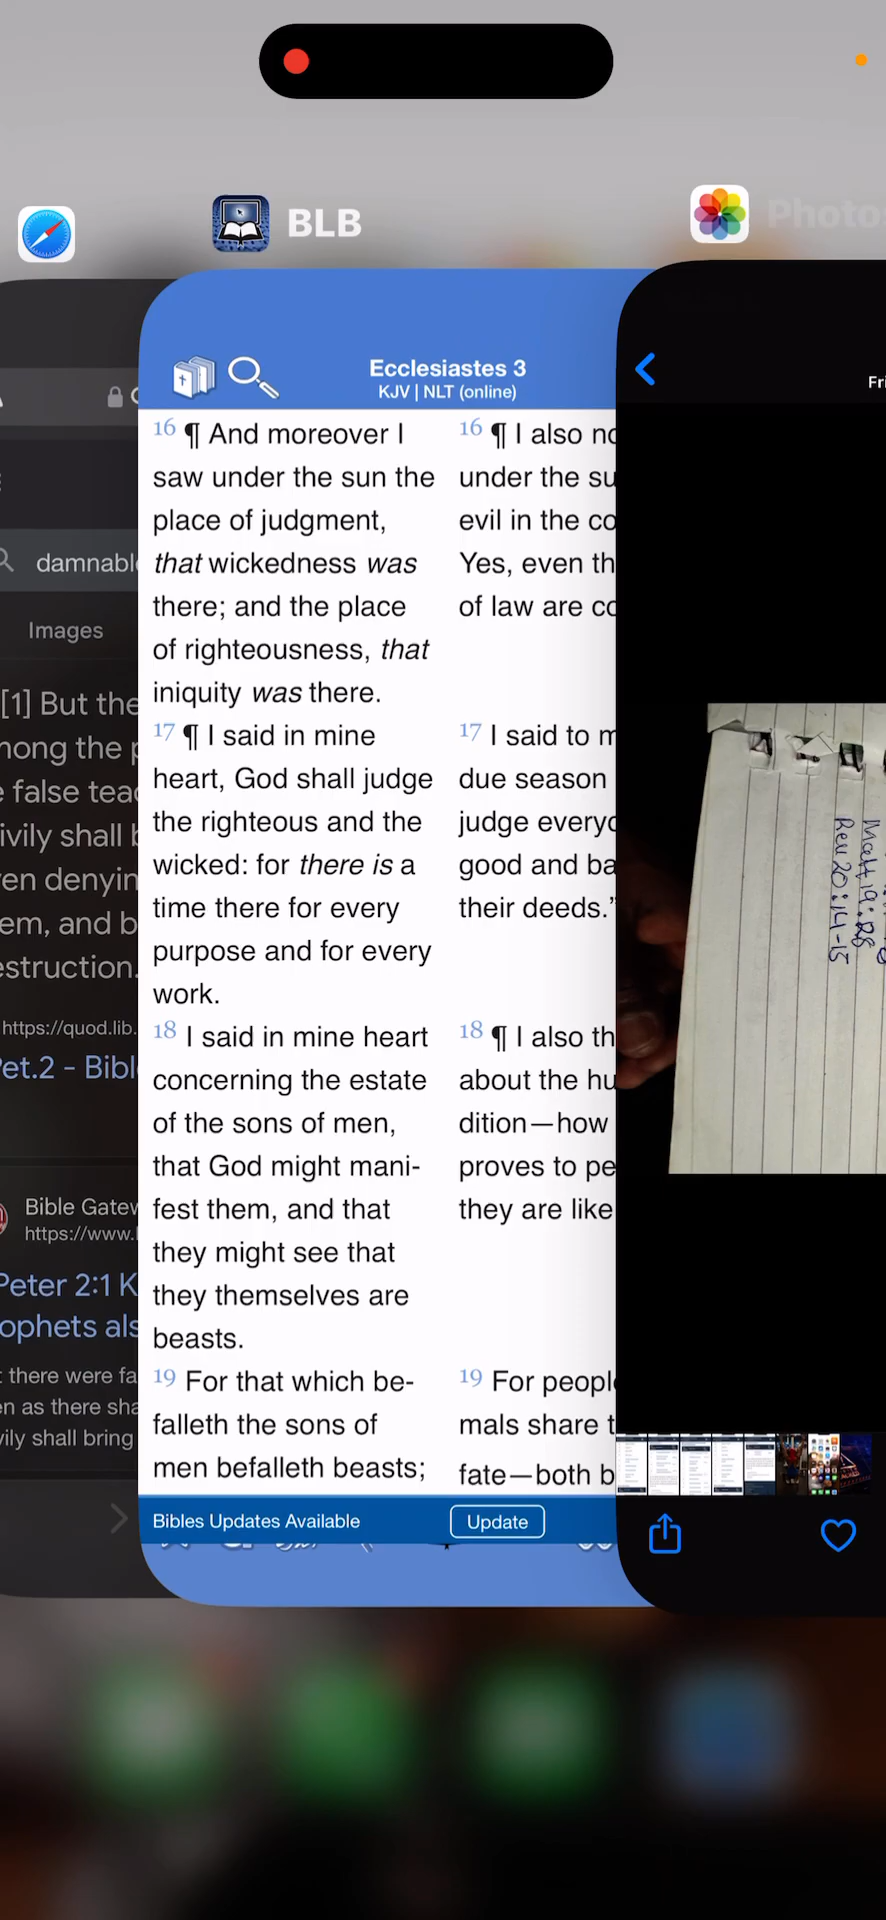 BLB
Photo
Ecclesiastes 3
KJV | NLT (online)
damnabl
Images
[1] But the
false tea
ivily shall b
en denyin
em, and b
struction.
https://quod.lib.
et.2 - Bibl
Bible Gatew
https://www.
Peter 2:1 K
ophets als
there were fa
n as there sha
vily shall bring
16 ¶ And moreover I
saw under the sun the
place of judgment,
that wickedness was
there; and the place
of righteousness, that
iniquity was there.
17 ¶ I said in mine
heart, God shall judge
the righteous and the
wicked: for there is a
time there for every
purpose and for every
work.
18 I said in mine heart
concerning the estate
of the sons of men,
that God might mani-
fest them, and that
they might see that
they themselves are
beasts.
19 For that which be-
falleth the sons of
men befalleth beasts;
16 ¶ I also no
under the su
evil in the co
Yes, even th
of law are co
17 I said to m
due season
judge everyo
good and ba
their deeds.”
18 ¶ I also th
about the hu
dition—how
proves to pe
they are like
19 For peopl
mals share t
fate—both b
Bibles Updates Available
Update
Fri
Matt 19:28
Rev 20:14-15